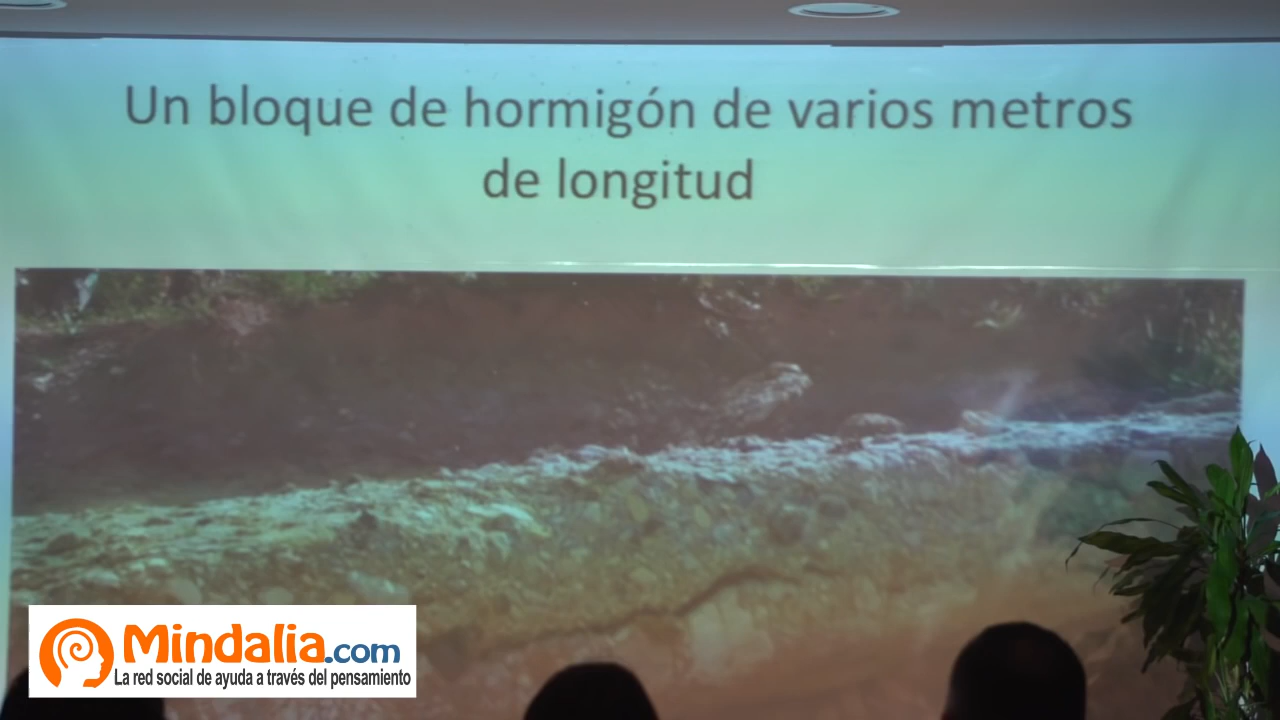 Un bloque de hormigón de varios metros
de longitud
Mindalia.com
La red social de ayuda a través del pensamiento